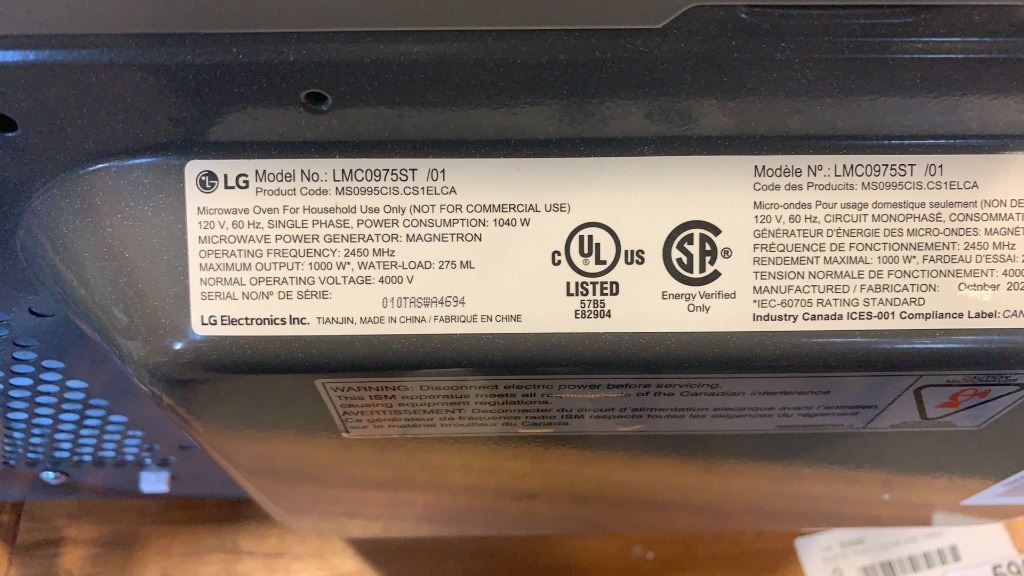 LG Model No.: LMC0975ST /01
Product Code: MS0995CIS.CS1ELCA
Microwave Oven For Household Use Only (NOT FOR COMMERCIAL USE)
120 V, 60 Hz, SINGLE PHASE, POWER CONSUMPTION: 1040 W
MICROWAVE POWER GENERATOR: MAGNETRON
OPERATING FREQUENCY: 2450 MHz
MAXIMUM OUTPUT: 1000 W*, WATER-LOAD: 275 ML
NORMAL OPERATING VOLTAGE: 4000 V
SERIAL NO/Nº DE SÉRIE:
010TASWA4694
LG Electronics Inc. TIANJIN, MADE IN CHINA / FABRIQUÉ EN CHINE
C UL US
®
LISTED
57B5
E82904
SA®
Energy Verified
Only
Modèle Nº.: LMC0975ST /01
Code des Producits: MS0995CIS.CS1ELCA
Micro-ondes Pour usage domestique seulement (NON DE
120 V, 60 Hz, CIRCUIT MONOPHASÉ, CONSOMMATI
GÉNÉRATEUR D'ÉNERGIE DES MICRO-ONDES: MAGNÉT
FRÉQUENCE DE FONCTIONNEMENT: 2450 MHz
RENDEMENT MAXIMAL: 1000 W*, FARDEAU D'ESSAI:
TENSION NORMALE DE FONCTIONNEMENT: 400
MANUFACTURED / FABRICATION: October 202
*IEC-60705 RATING STANDARD
Industry Canada ICES-001 Compliance Label: CAN
WARNING: Disconnect electric power before servicing.
This ISM apparatus meets all of the Canadian interference
causing equipment regulations.
AVERTISSEMENT: Deconnecter du circuit d'alimentation electrique avant l'entretien
Ce générateur de fréquence radio ISM respecte toutes les exigences du règlement
sur le matériel brouilleur du Canada.
59